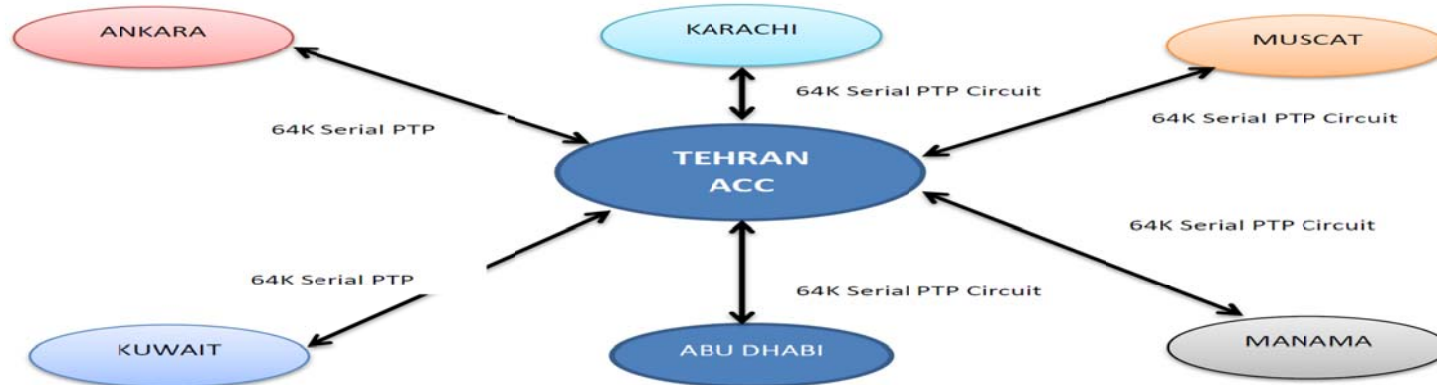 ANKARA
KARACHI
MUSCAT
64K Serial PTP Circuit
64K Serial PTP Circuit
64K Serial PTP
TEHRAN
ACC
64K Serial PTP Circuit
64K Serial PTP
64K Serial PTP Circuit
KUWAIT
ABU DHABI
MANAMA